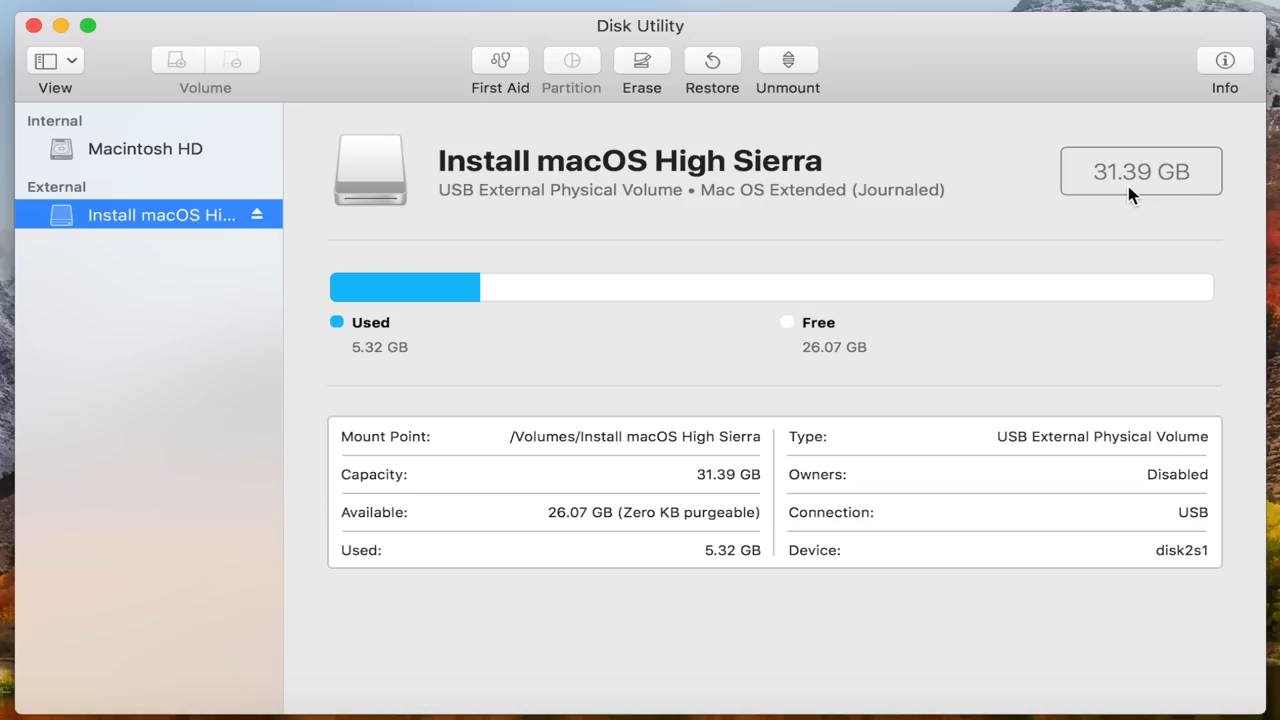 Disk Utility
View
Volume
First Aid
Partition
Erase
Restore
Unmount
Info
Internal
Macintosh HD
External
Install macOS Hi...
Install macOS High Sierra
USB External Physical Volume • Mac OS Extended (Journaled)
31.39 GB
Used
5.32 GB
Free
26.07 GB
Mount Point: /Volumes/Install macOS High Sierra
Capacity: 31.39 GB
Available: 26.07 GB (Zero KB purgeable)
Used: 5.32 GB
Type: USB External Physical Volume
Owners: Disabled
Connection: USB
Device: disk2s1